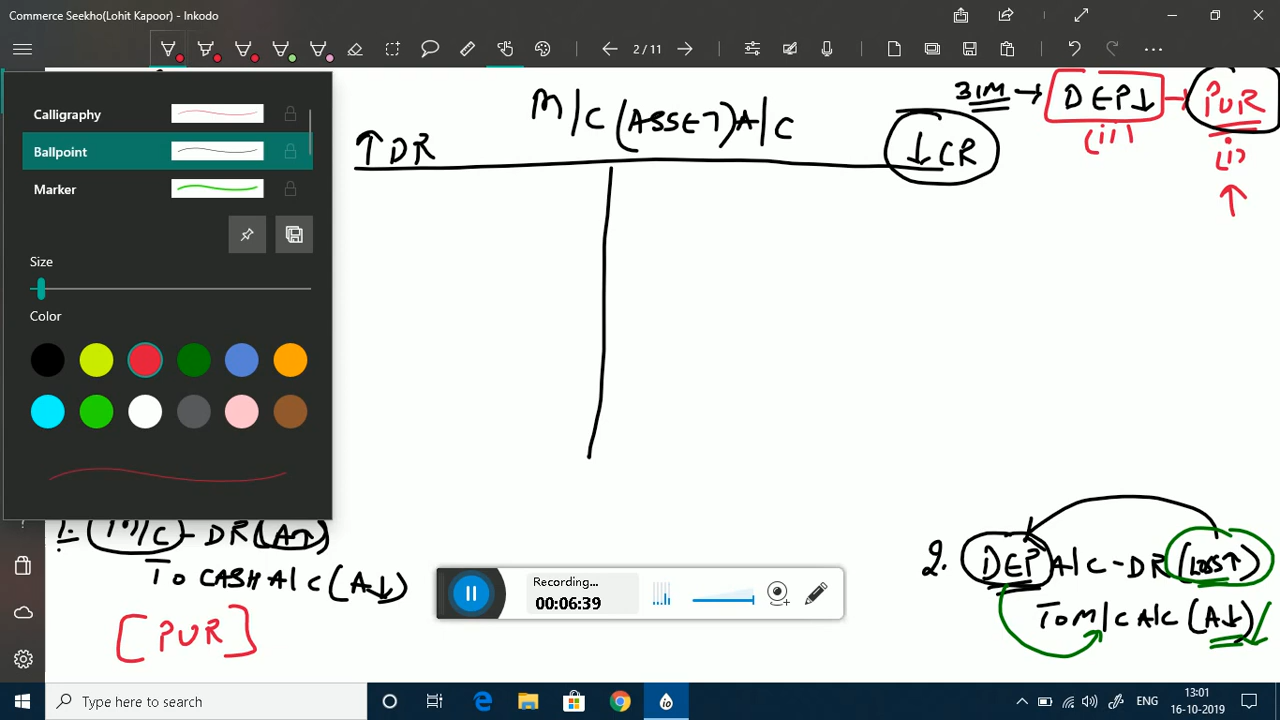 Commerce Seekho(Lohit Kapoor) - Inkodo
2/11
Calligraphy
Ballpoint
Marker
Size
Color
M/C (ASSET) A/C
↑ DR
↓ CR
31M → DEP↓ → PUR
(ii)
(i)
↑
1. (M/C) - DR (A↑)
To CASH A/C (A↓)
[PUR]
2. DEP A/C - DR (LOSS↑)
To M/C A/C (A↓)
Recording...
00:06:39
Type here to search
ENG
13:01
16-10-2019